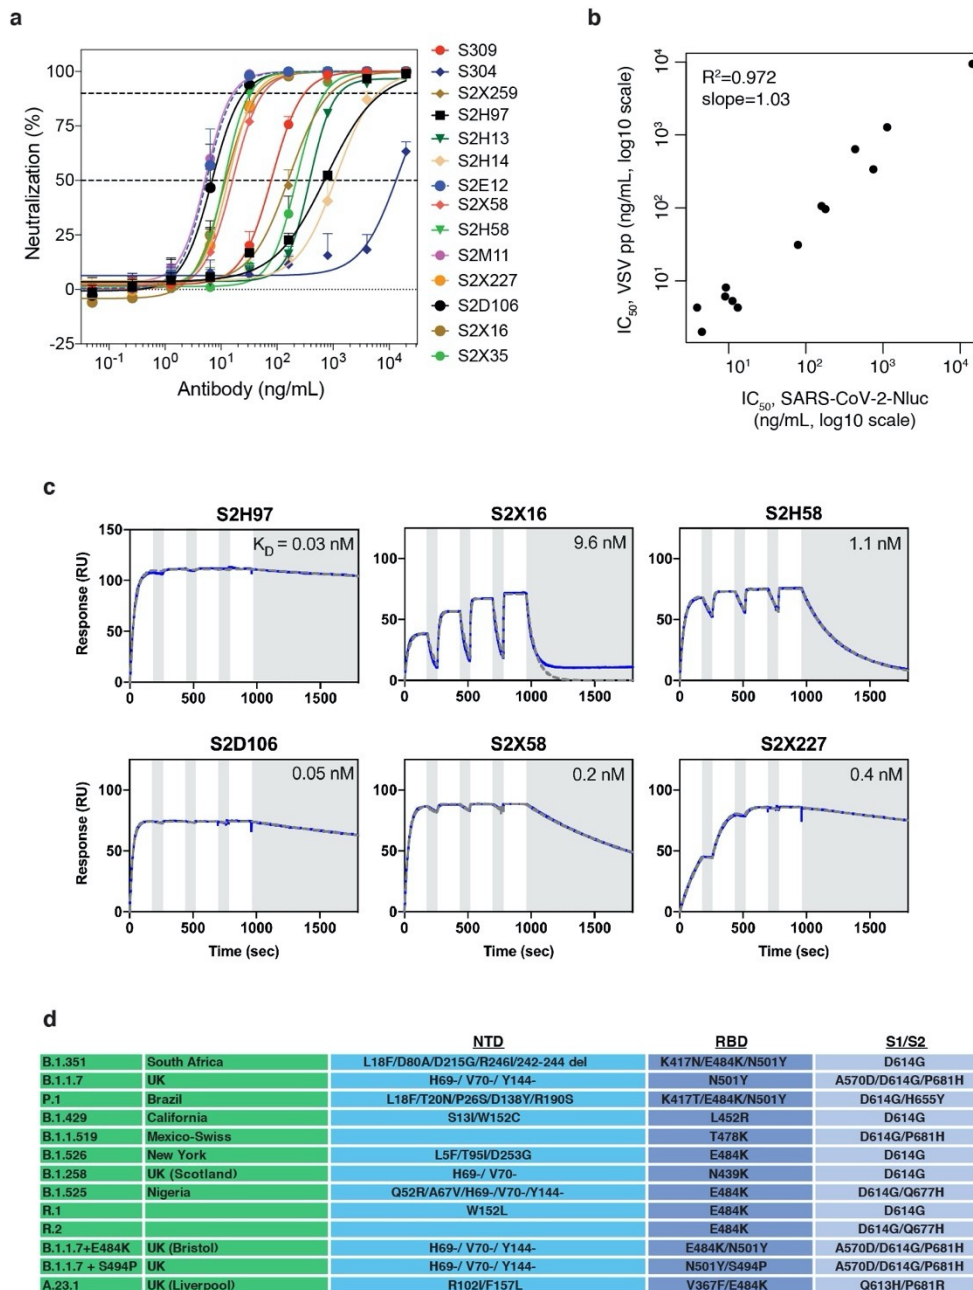 a
Neutralization (%)
100
75
50
25
0
-25
10-1 100 101 102 103 104
Antibody (ng/mL)
S309
S304
S2X259
S2H97
S2H13
S2H14
S2E12
S2X58
S2H58
S2M11
S2X227
S2D106
S2X16
S2X35
b
R2=0.972
slope=1.03
IC50, VSV pp (ng/mL, log10 scale)
104
103
102
101
101 102 103 104
IC50, SARS-CoV-2-Nluc
(ng/mL, log10 scale)
c
S2H97
KD = 0.03 nM
Response (RU)
150
100
50
0
0 500 1000 1500
S2X16
9.6 nM
100
50
0
0 500 1000 1500
S2H58
1.1 nM
100
50
0
0 500 1000 1500
S2D106
0.05 nM
Response (RU)
100
50
0
0 500 1000 1500
Time (sec)
S2X58
0.2 nM
100
50
0
0 500 1000 1500
Time (sec)
S2X227
0.4 nM
100
50
0
0 500 1000 1500
Time (sec)
d
NTD RBD S1/S2
B.1.351 South Africa L18F/D80A/D215G/R246I/242-244 del K417N/E484K/N501Y D614G
B.1.1.7 UK H69-/ V70-/ Y144- N501Y A570D/D614G/P681H
P.1 Brazil L18F/T20N/P26S/D138Y/R190S K417T/E484K/N501Y D614G/H655Y
B.1.429 California S13I/W152C L452R D614G
B.1.1.519 Mexico-Swiss T478K D614G/P681H
B.1.526 New York L5F/T95I/D253G E484K D614G
B.1.258 UK (Scotland) H69-/ V70- N439K D614G
B.1.525 Nigeria Q52R/A67V/H69-/V70-/Y144- E484K D614G/Q677H
R.1 W152L E484K D614G
R.2 E484K D614G/Q677H
B.1.1.7+E484K UK (Bristol) H69-/ V70-/ Y144- E484K/N501Y A570D/D614G/P681H
B.1.1.7 + S494P UK H69-/ V70-/ Y144- N501Y/S494P A570D/D614G/P681H
A.23.1 UK (Liverpool) R102I/F157L V367F/E484K Q613H/P681R